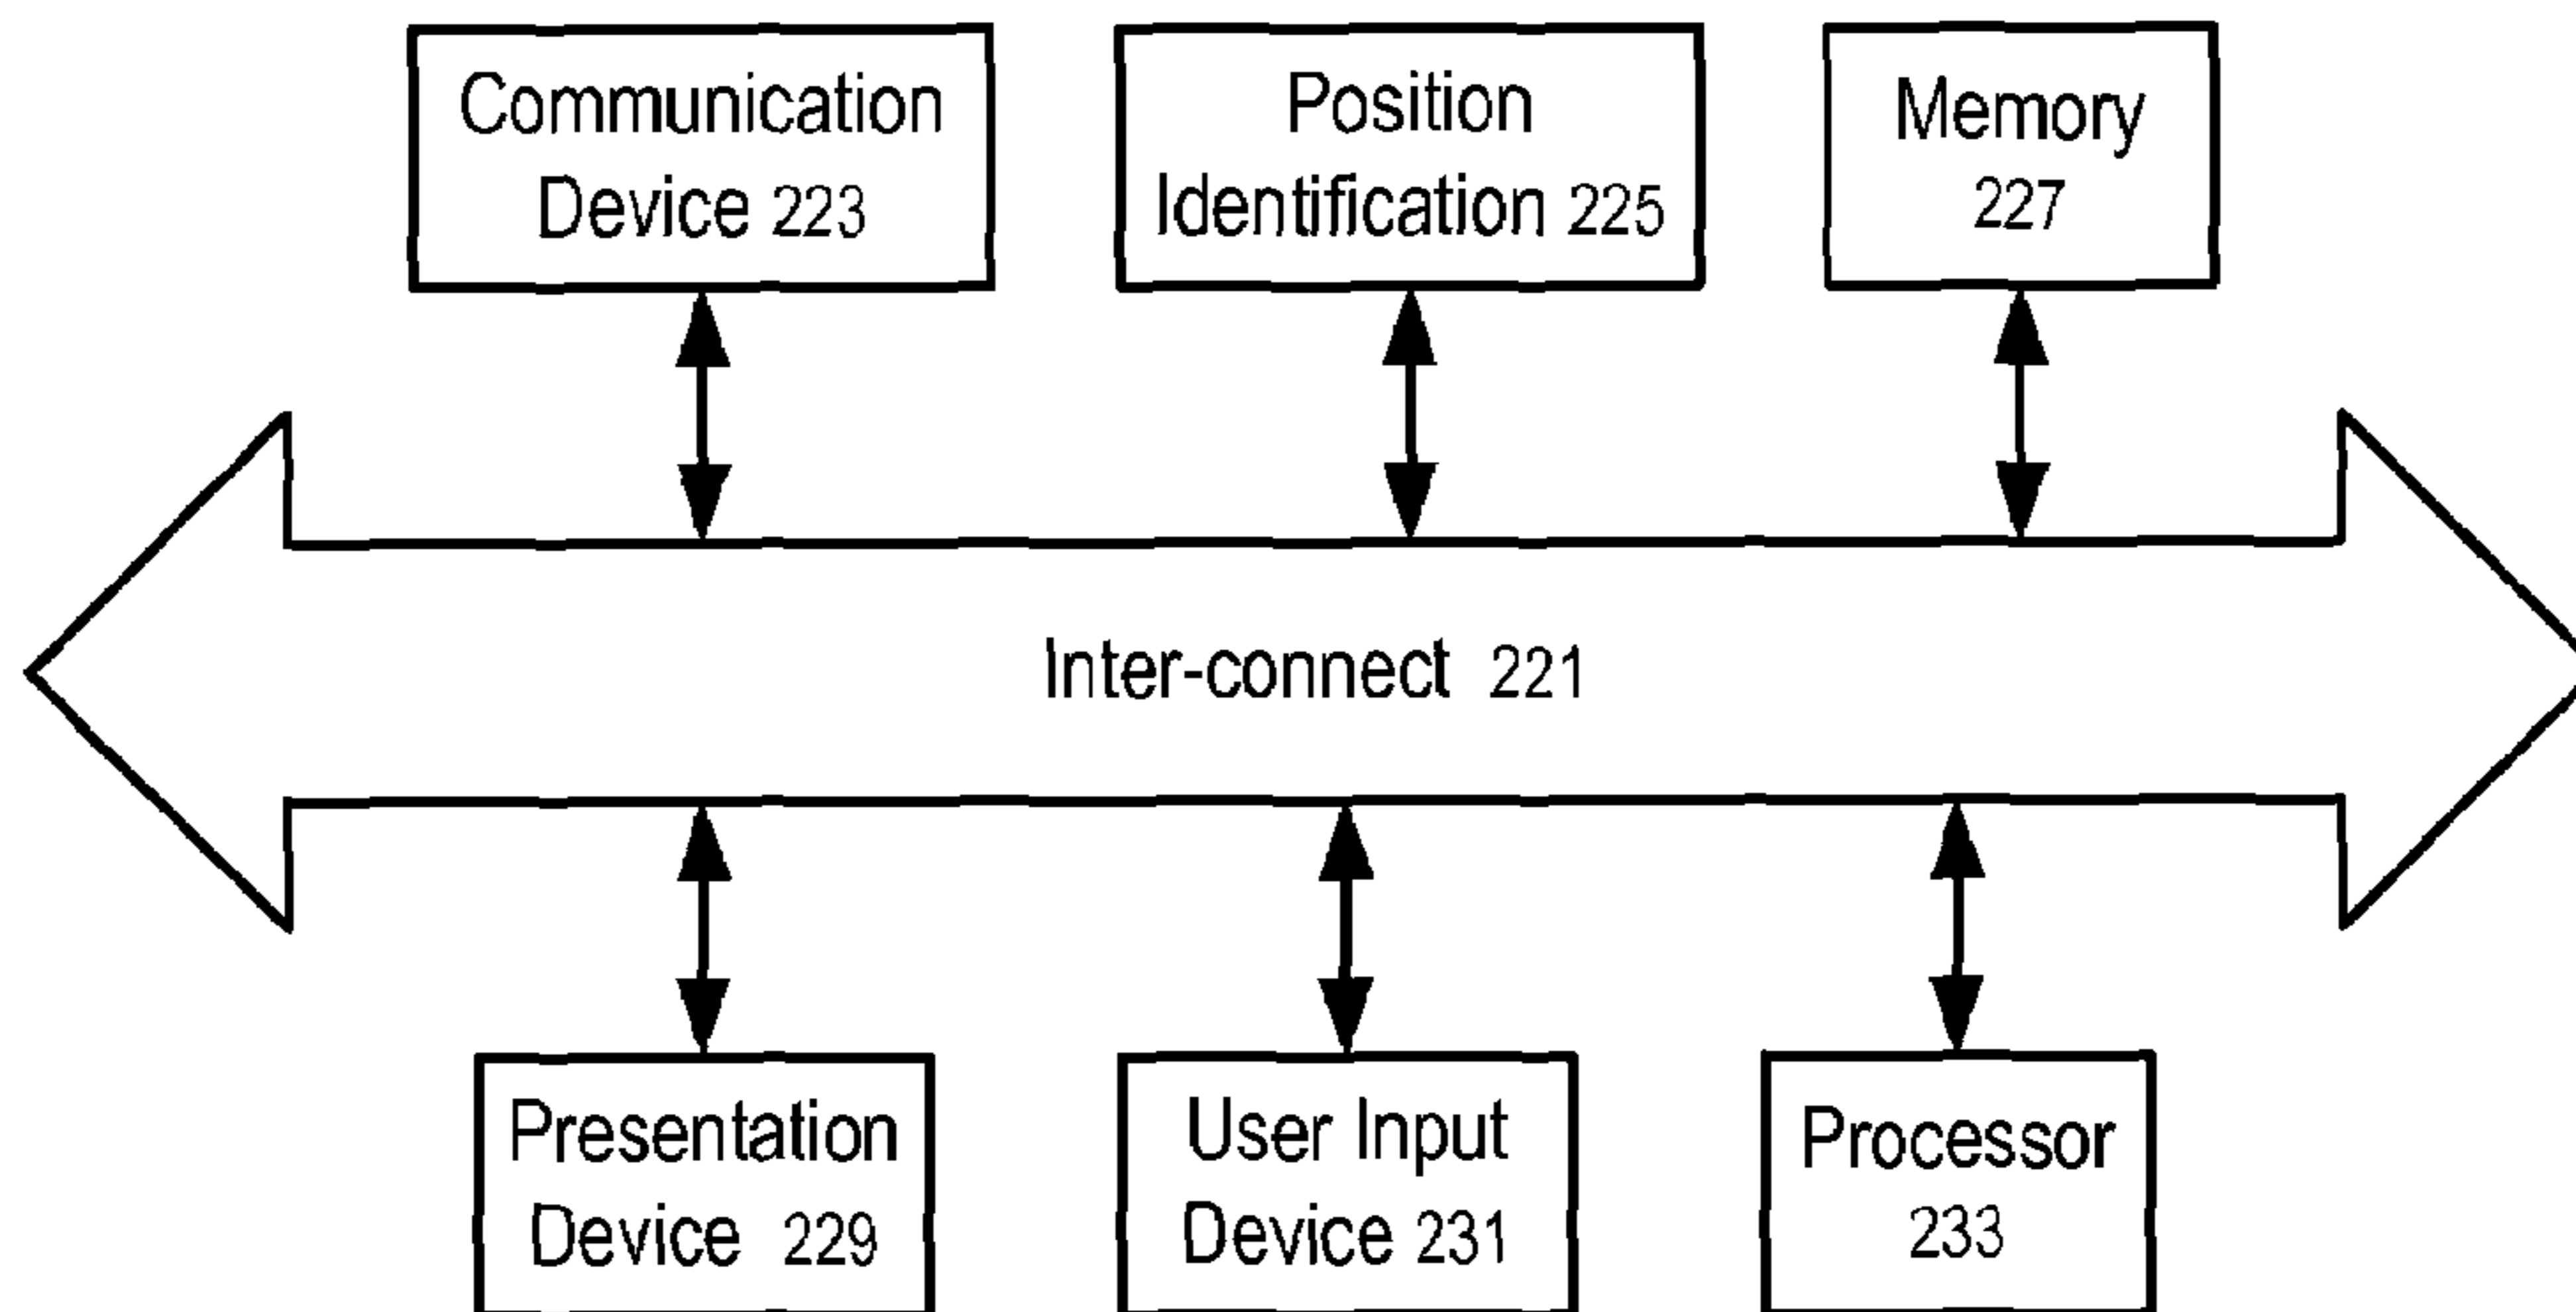 Communication
Device 223
Position
Identification 225
Memory
227
Inter-connect 221
Presentation
Device 229
User Input
Device 231
Processor
233